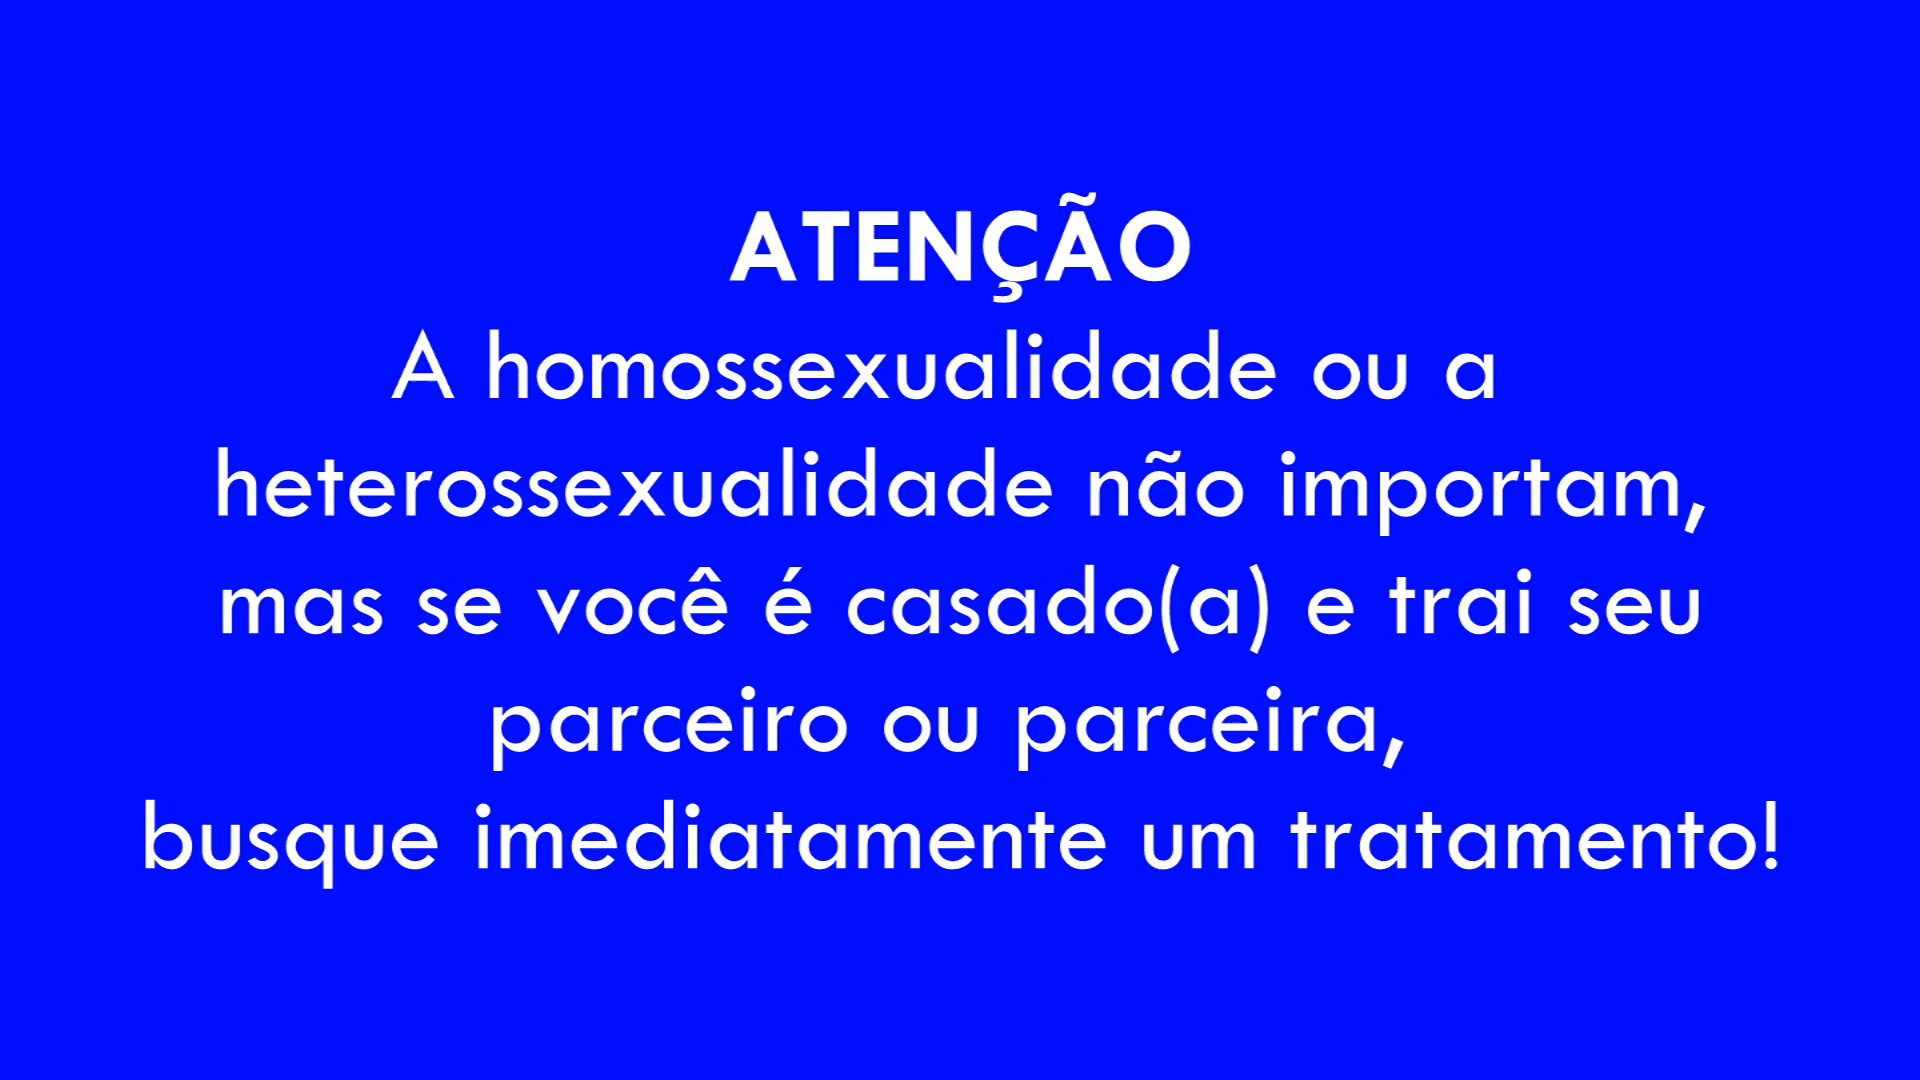 ATENÇÃO
A homossexualidade ou a
heterossexualidade não importam,
mas se você é casado(a) e trai seu
parceiro ou parceira,
busque imediatamente um tratamento!